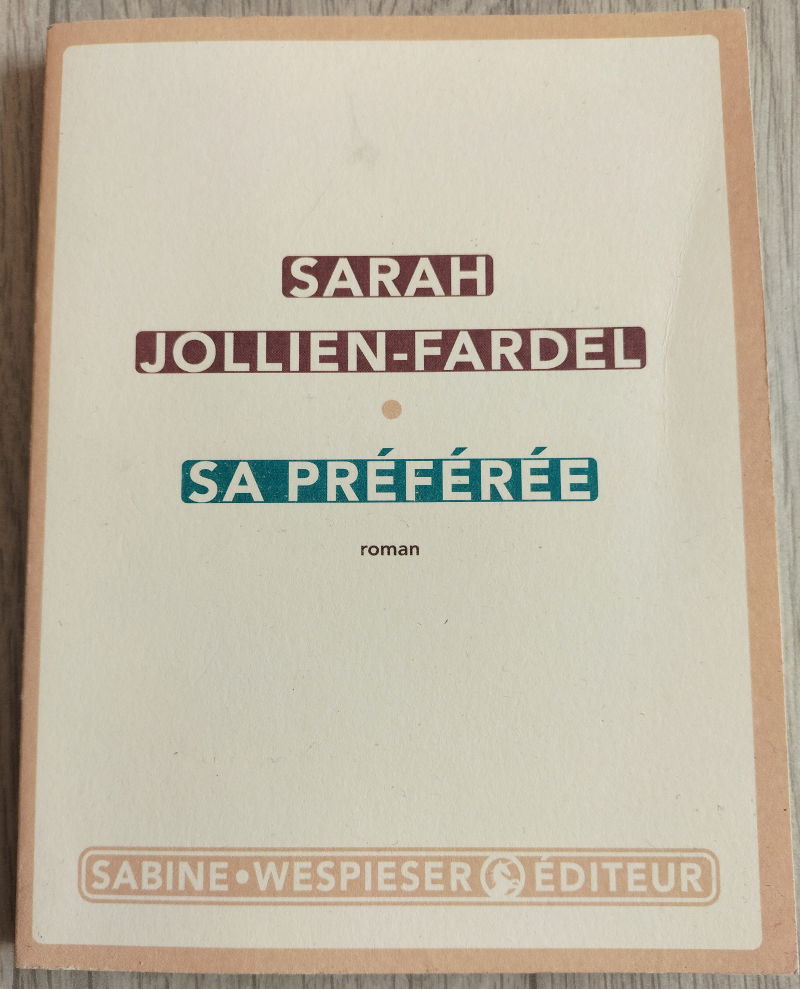 SARAH
JOLLIEN-FARDEL
SA PRÉFÉRÉE
roman
SABINE•WESPIESER ÉDITEUR